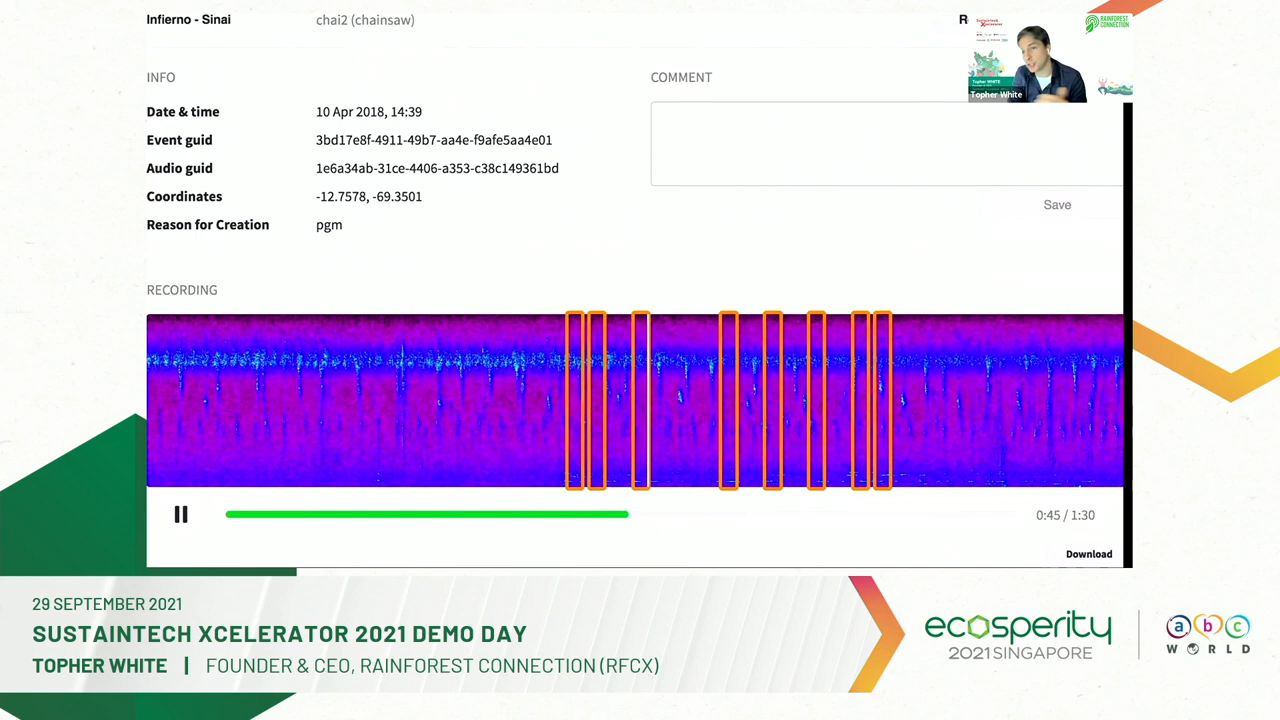 Infierno - Sinai
chai2 (chainsaw)
R
RAINFOREST
CONNECTION
Topher WHITE
Topher White
INFO
COMMENT
Date & time
10 Apr 2018, 14:39
Event guid
3bd17e8f-4911-49b7-aa4e-f9afe5aa4e01
Audio guid
1e6a34ab-31ce-4406-a353-c38c149361bd
Coordinates
-12.7578, -69.3501
Reason for Creation
pgm
Save
RECORDING
0:45 / 1:30
Download
29 SEPTEMBER 2021
SUSTAINTECH XCELERATOR 2021 DEMO DAY
TOPHER WHITE | FOUNDER & CEO, RAINFOREST CONNECTION (RFCX)
ecosperity
2021 SINGAPORE
abc
WORLD